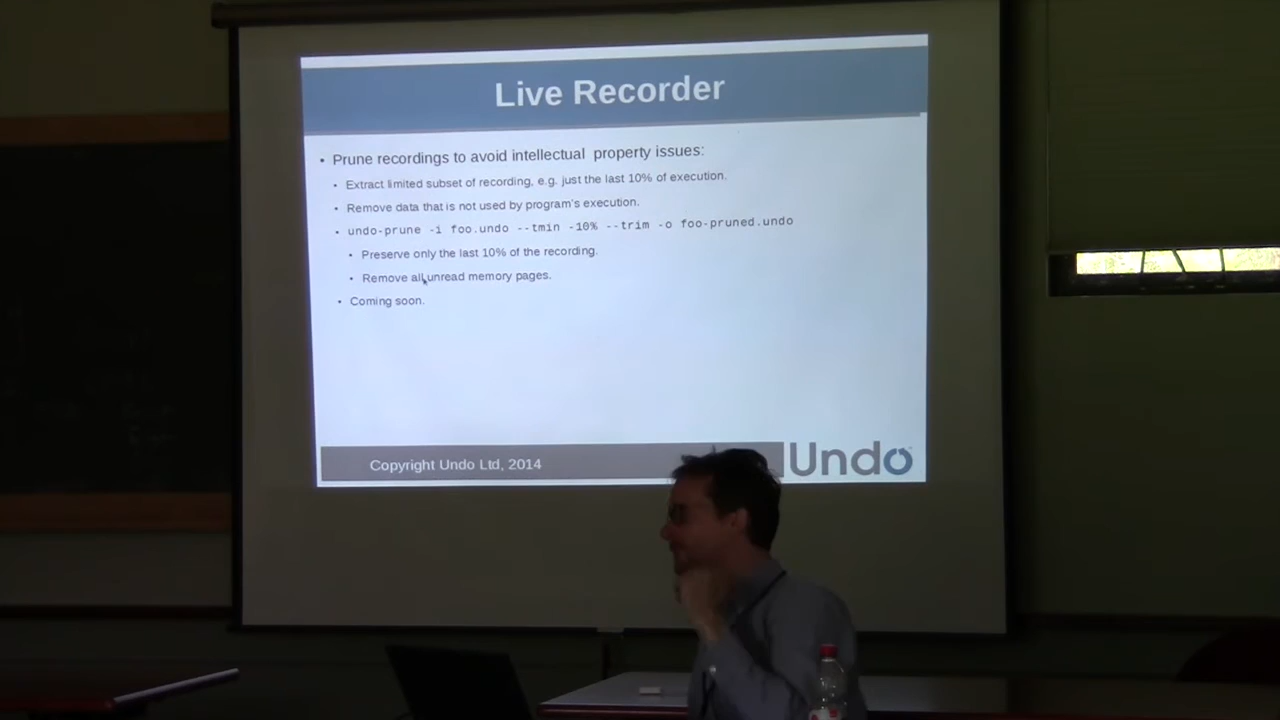 Live Recorder
• Prune recordings to avoid intellectual property issues:
• Extract limited subset of recording, e.g. just the last 10% of execution.
• Remove data that is not used by program's execution.
• undo-prune -i foo.undo --tmin -10% --trim -o foo-pruned.undo
• Preserve only the last 10% of the recording.
• Remove all unread memory pages.
• Coming soon.
Copyright Undo Ltd, 2014
Undo